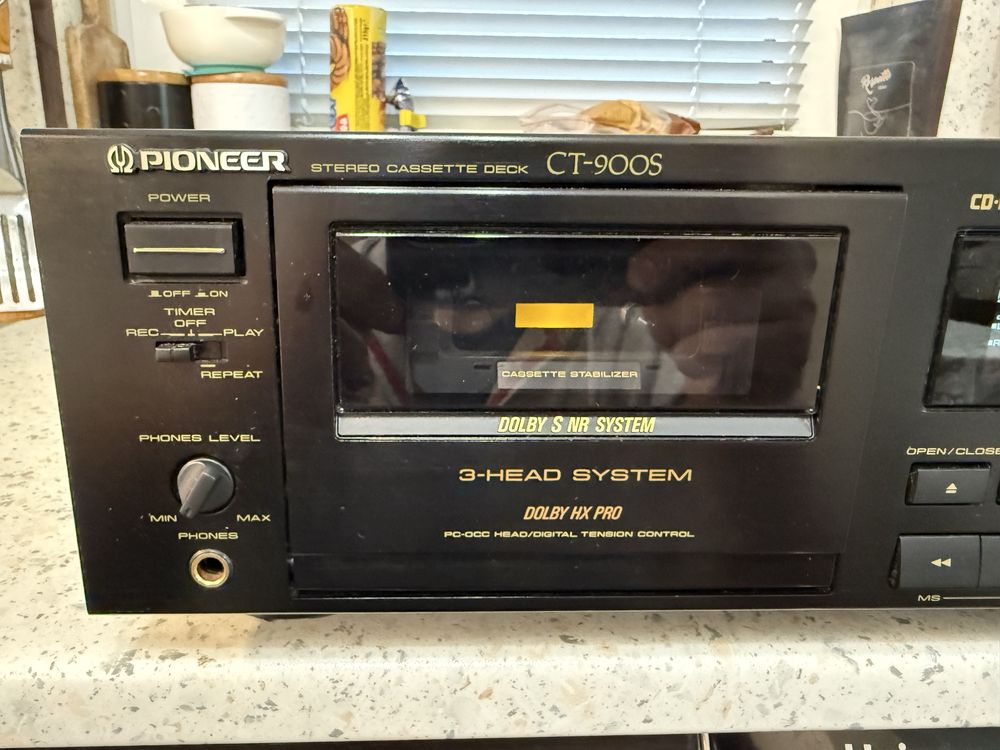 PIONEER
STEREO CASSETTE DECK CT-900S
POWER
OFF ON
TIMER
OFF
REC PLAY
REPEAT
PHONES LEVEL
MIN MAX
PHONES
CASSETTE STABILIZER
DOLBY S NR SYSTEM
3-HEAD SYSTEM
DOLBY HX PRO
PC-OCC HEAD/DIGITAL TENSION CONTROL
CD-
OPEN/CLOSE
MS